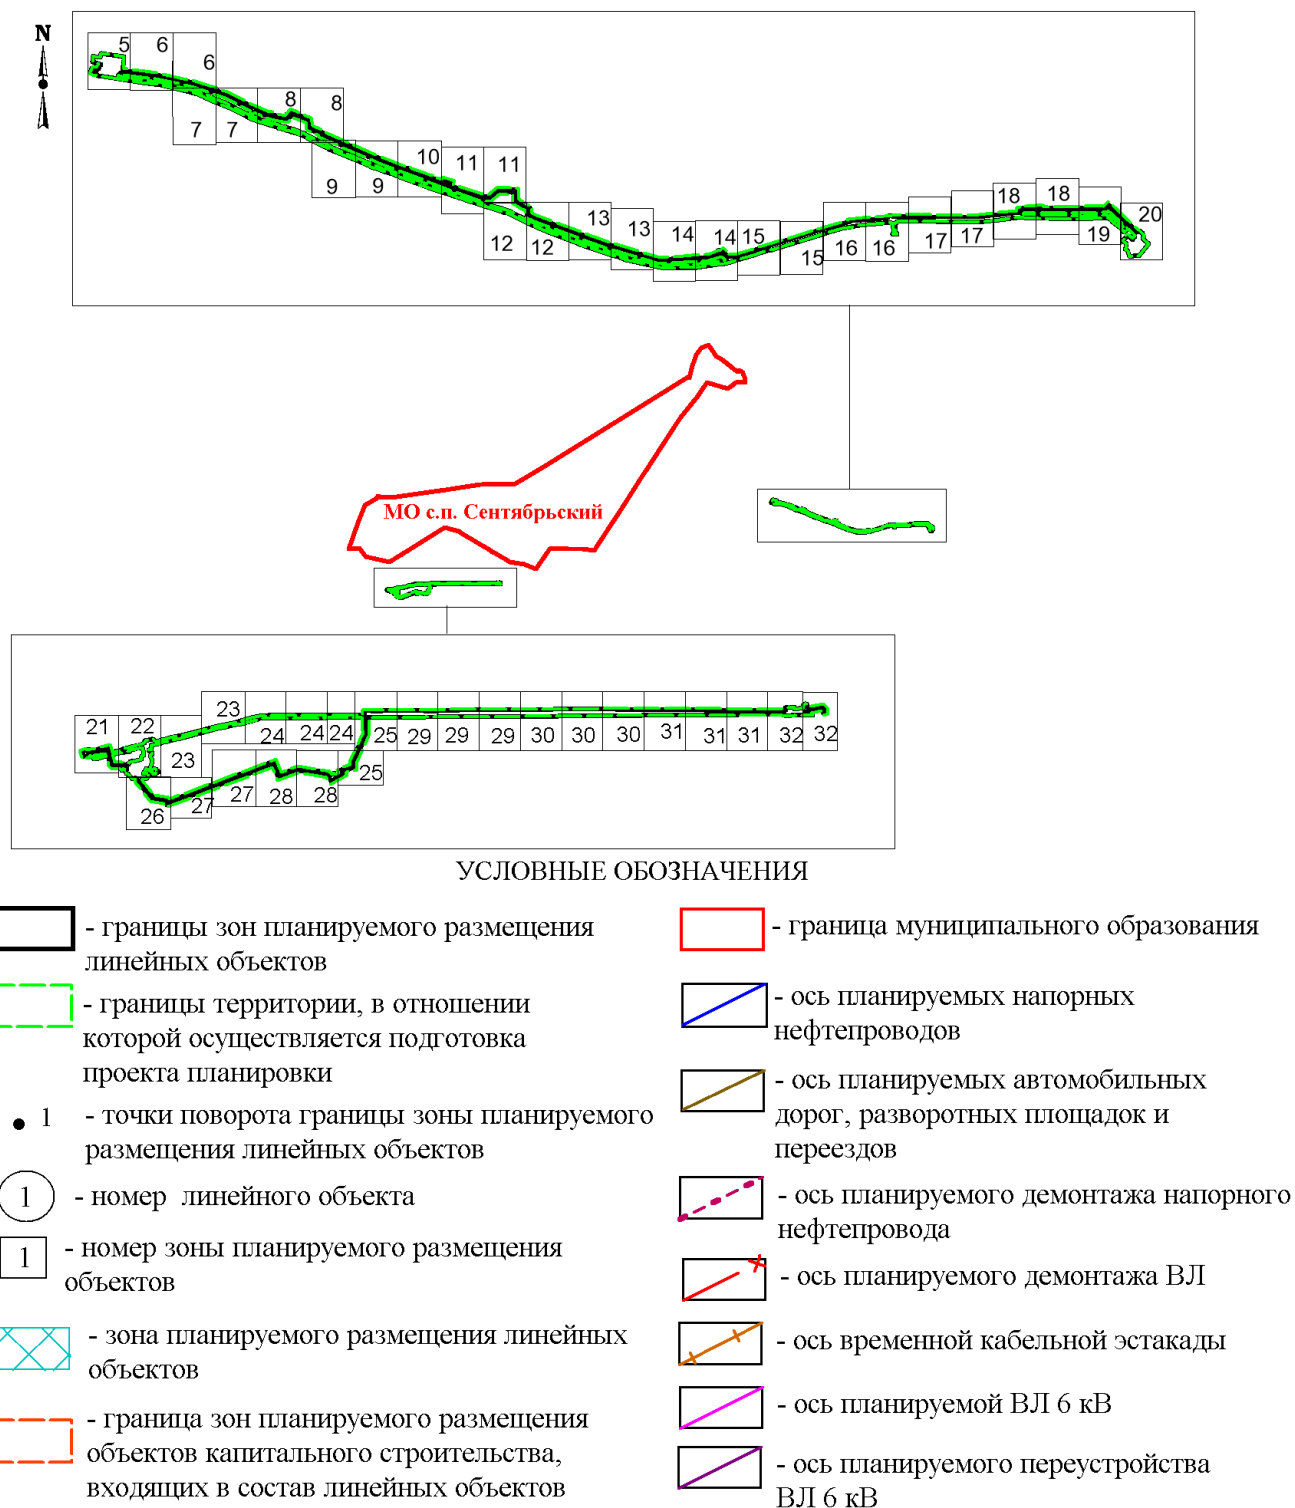 N
5
6
6
8
8
7
7
10
11
11
9
9
13
13
14
14
15
12
12
15
16
16
17
17
18
18
19
20
МО с.п. Сентябрьский
21
22
23
23
24
24
24
25
29
29
29
30
30
30
31
31
31
32
32
25
26
27
27
28
28
УСЛОВНЫЕ ОБОЗНАЧЕНИЯ
- границы зон планируемого размещения
линейных объектов
- границы территории, в отношении
которой осуществляется подготовка
проекта планировки
1 - точки поворота границы зоны планируемого
размещения линейных объектов
1 - номер линейного объекта
1 - номер зоны планируемого размещения
объектов
- зона планируемого размещения линейных
объектов
- граница зон планируемого размещения
объектов капитального строительства,
входящих в состав линейных объектов
- граница муниципального образования
- ось планируемых напорных
нефтепроводов
- ось планируемых автомобильных
дорог, разворотных площадок и
переездов
- ось планируемого демонтажа напорного
нефтепровода
- ось планируемого демонтажа ВЛ
- ось временной кабельной эстакады
- ось планируемой ВЛ 6 кВ
- ось планируемого переустройства
ВЛ 6 кВ